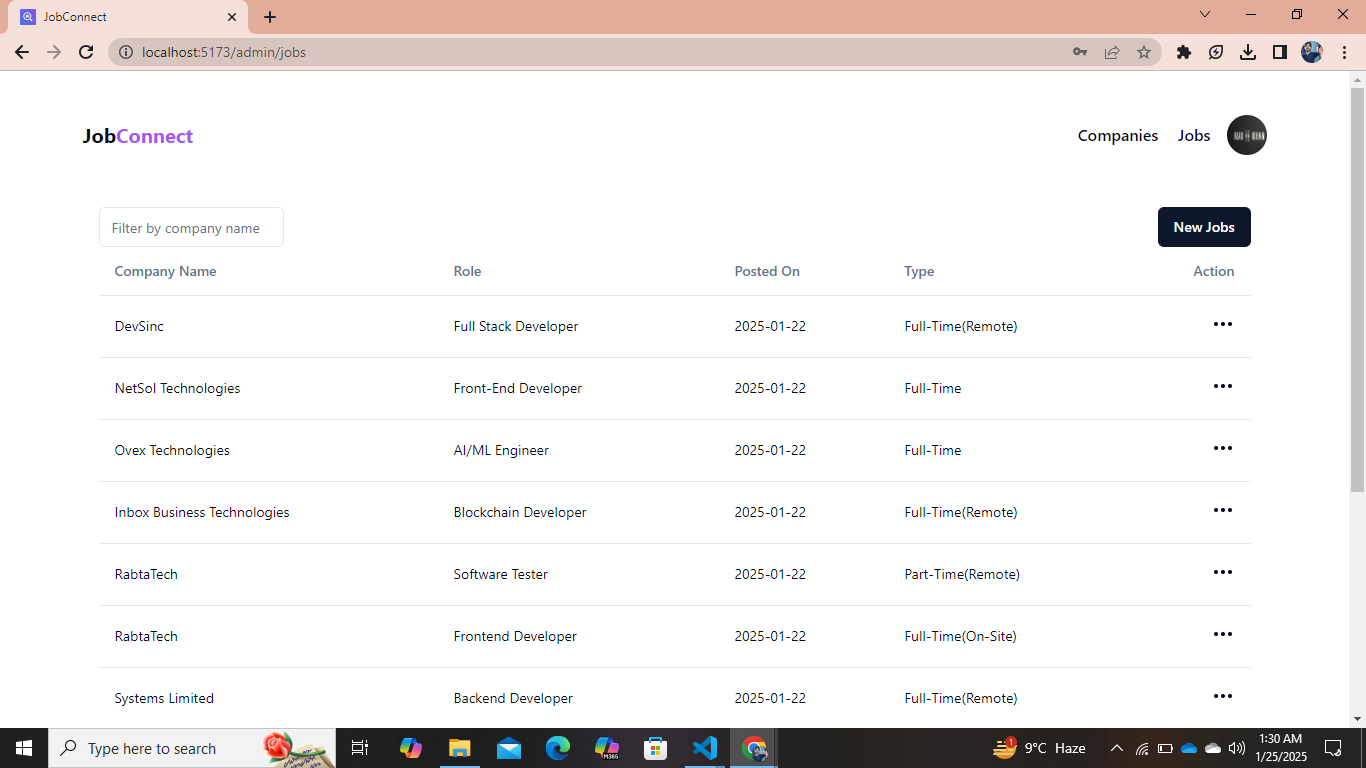 JobConnect
localhost:5173/admin/jobs
JobConnect Companies Jobs
Filter by company name New Jobs
Company Name Role Posted On Type Action
DevSinc Full Stack Developer 2025-01-22 Full-Time(Remote)
NetSol Technologies Front-End Developer 2025-01-22 Full-Time
Ovex Technologies AI/ML Engineer 2025-01-22 Full-Time
Inbox Business Technologies Blockchain Developer 2025-01-22 Full-Time(Remote)
RabtaTech Software Tester 2025-01-22 Part-Time(Remote)
RabtaTech Frontend Developer 2025-01-22 Full-Time(On-Site)
Systems Limited Backend Developer 2025-01-22 Full-Time(Remote)
Type here to search M365 1 9°C Haze 1:30 AM
1/25/2025